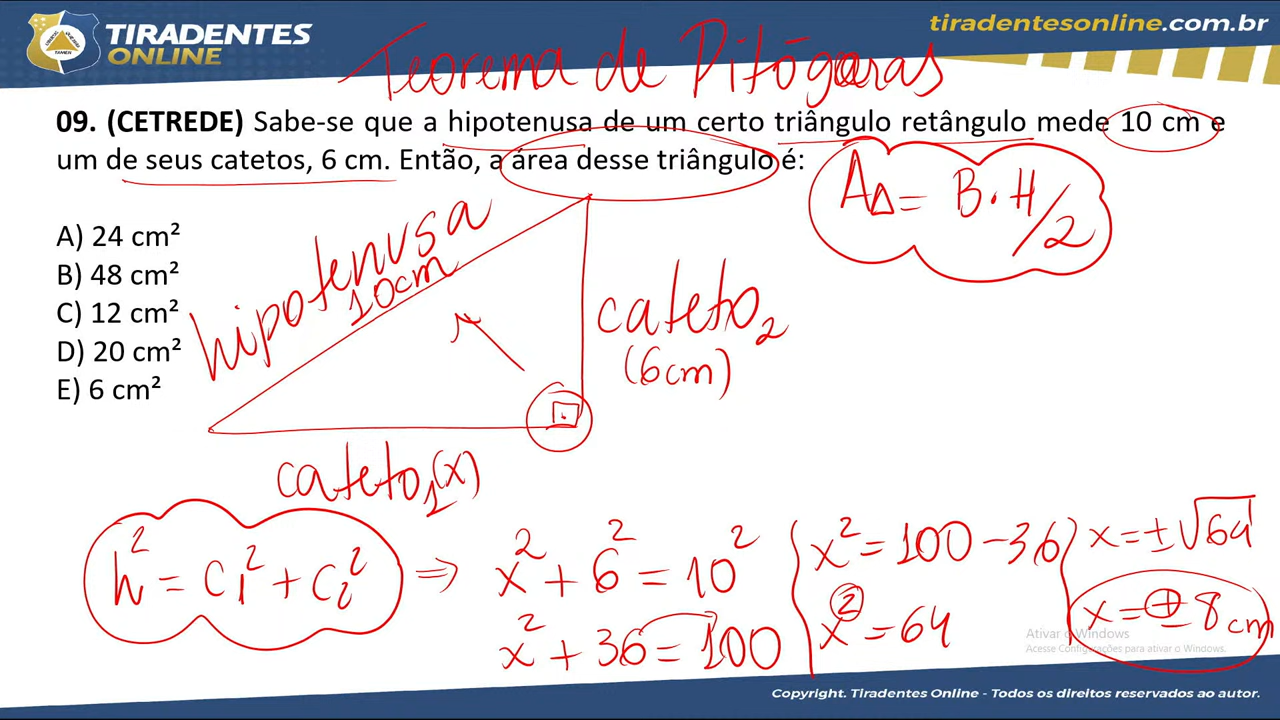 TIRADENTES
ONLINE
tiradentesonline.com.br
Teorema de Pitágoras
09. (CETREDE) Sabe-se que a hipotenusa de um certo triângulo retângulo mede 10 cm e
um de seus catetos, 6 cm. Então, a área desse triângulo é:
A∆ = B.H/2
A) 24 cm²
B) 48 cm²
C) 12 cm²
D) 20 cm²
E) 6 cm²
hipotenusa
10cm
cateto₂
(6cm)
cateto₁(x)
h² = C1² + C2² ⇒ x² + 6² = 10²
x² + 36 = 100
x² = 100 - 36
x² = 64
x = ±√64
x = ± 8 cm
Ativar o Windows
Acesse Configurações para ativar o Windows.
Copyright. Tiradentes Online - Todos os direitos reservados ao autor.